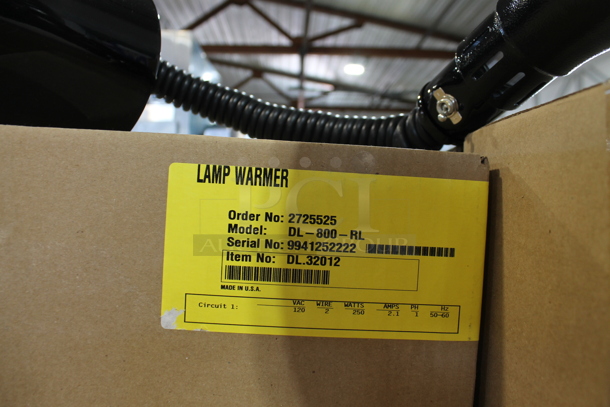 LAMP WARMER
Order No: 2725525
Model: DL-800-RL
Serial No: 9941252222
Item No: DL.32012
MADE IN U.S.A.
VAC WIRE WATTS AMPS PH Hz
Circuit 1: 120 2 250 2.1 1 50-60
PCI